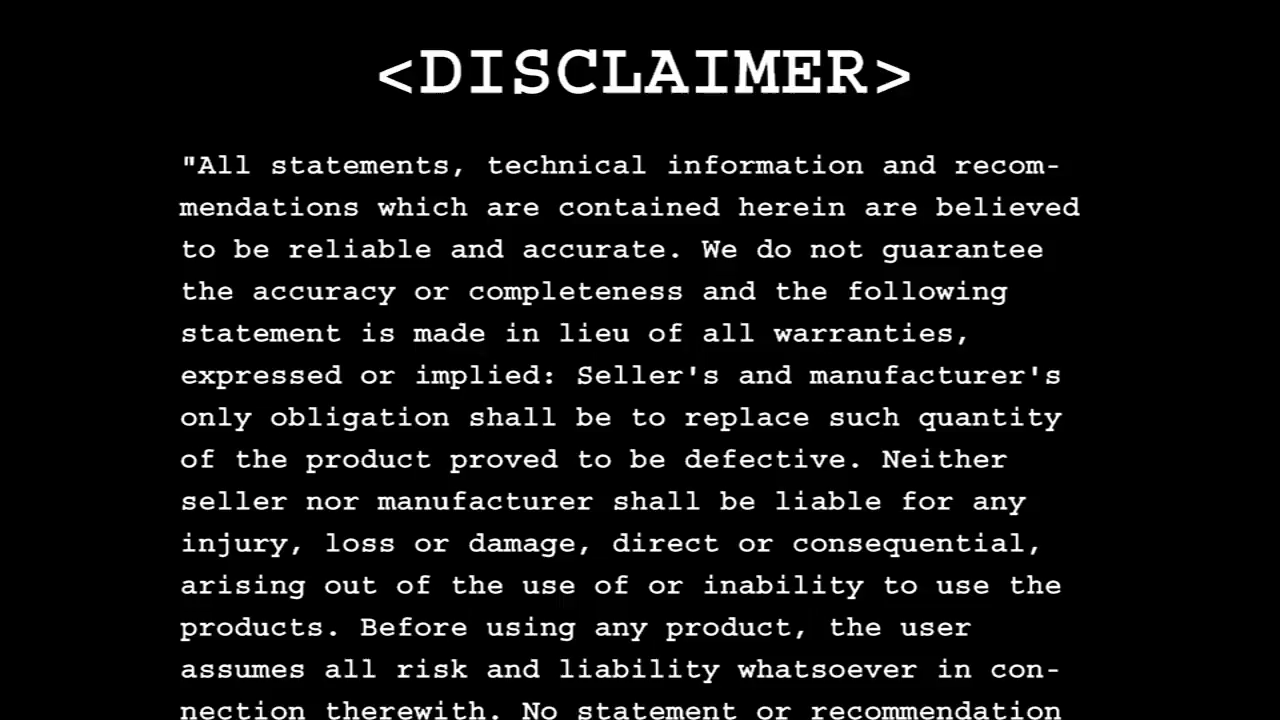 <DISCLAIMER>
"All statements, technical information and recom-
mendations which are contained herein are believed
to be reliable and accurate. We do not guarantee
the accuracy or completeness and the following
statement is made in lieu of all warranties,
expressed or implied: Seller's and manufacturer's
only obligation shall be to replace such quantity
of the product proved to be defective. Neither
seller nor manufacturer shall be liable for any
injury, loss or damage, direct or consequential,
arising out of the use of or inability to use the
products. Before using any product, the user
assumes all risk and liability whatsoever in con-
nection therewith. No statement or recommendation